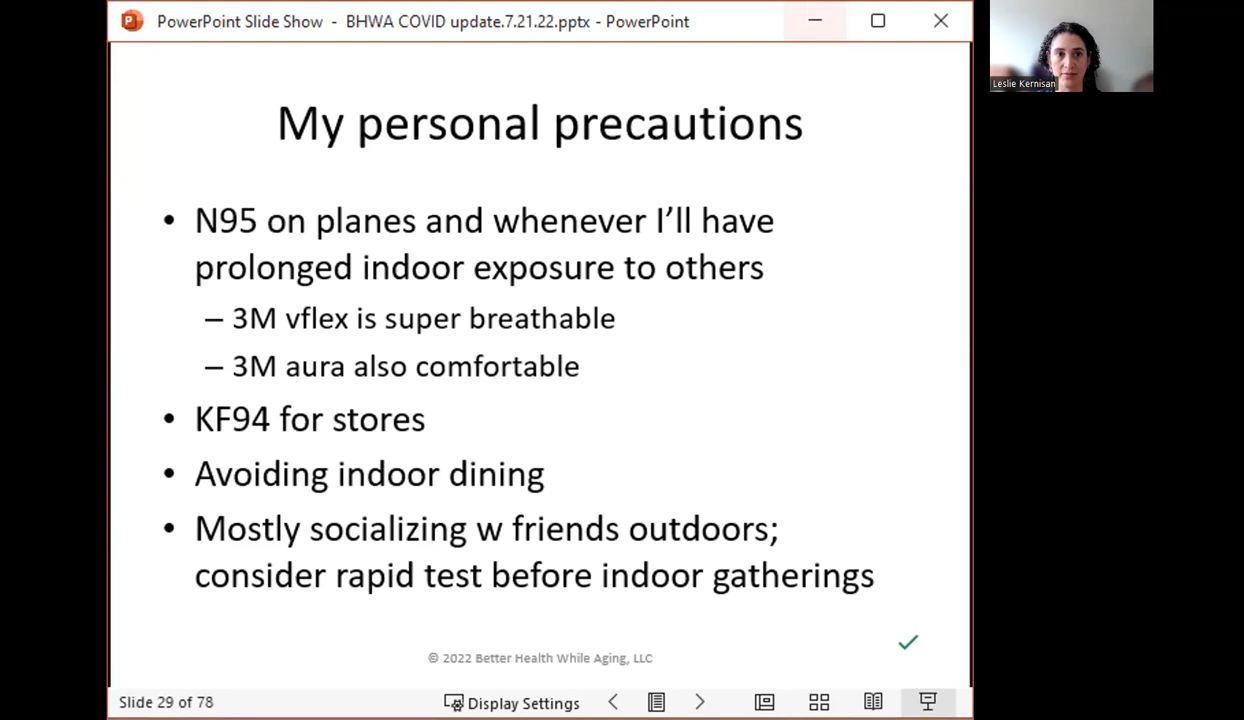 PowerPoint Slide Show - BHWA COVID update.7.21.22.pptx - PowerPoint
Leslie Kernisan
My personal precautions
• N95 on planes and whenever I'll have
prolonged indoor exposure to others
– 3M vflex is super breathable
– 3M aura also comfortable
• KF94 for stores
• Avoiding indoor dining
• Mostly socializing w friends outdoors;
consider rapid test before indoor gatherings
© 2022 Better Health While Aging, LLC
Slide 29 of 78
Display Settings